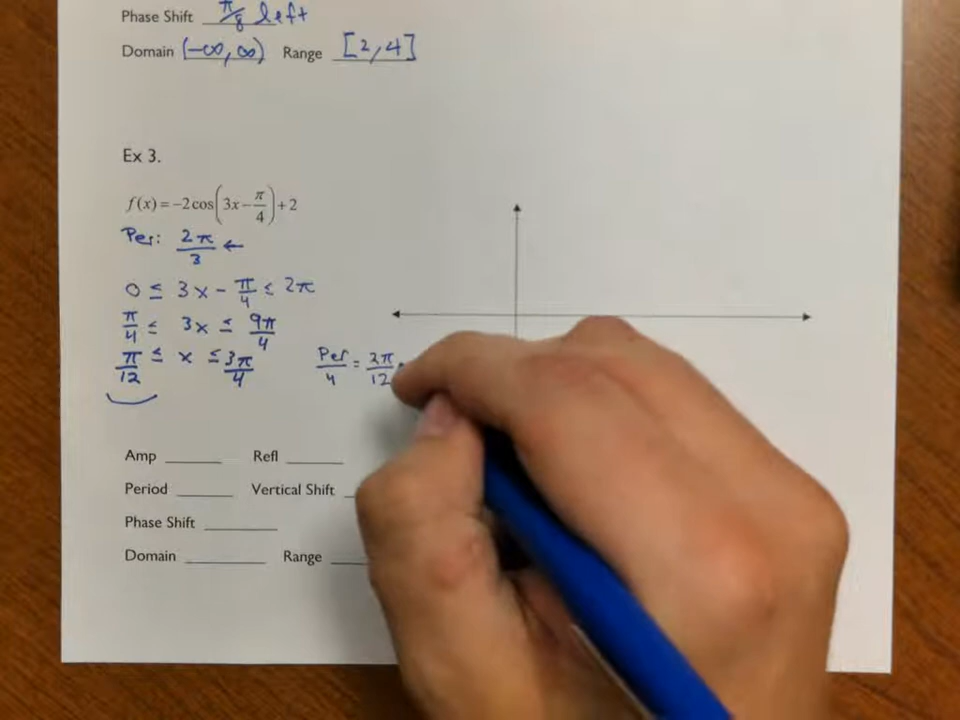 Phase Shift π/8 left
Domain (-∞, ∞) Range [2, 4]
Ex 3.
f(x) = -2cos(3x - π/4) + 2
Per: 2π/3 ←
0 ≤ 3x - π/4 ≤ 2π
π/4 ≤ 3x ≤ 9π/4
π/12 ≤ x ≤ 3π/4 Per/4 = 2π/12
Amp Refl
Period Vertical Shift
Phase Shift
Domain Range